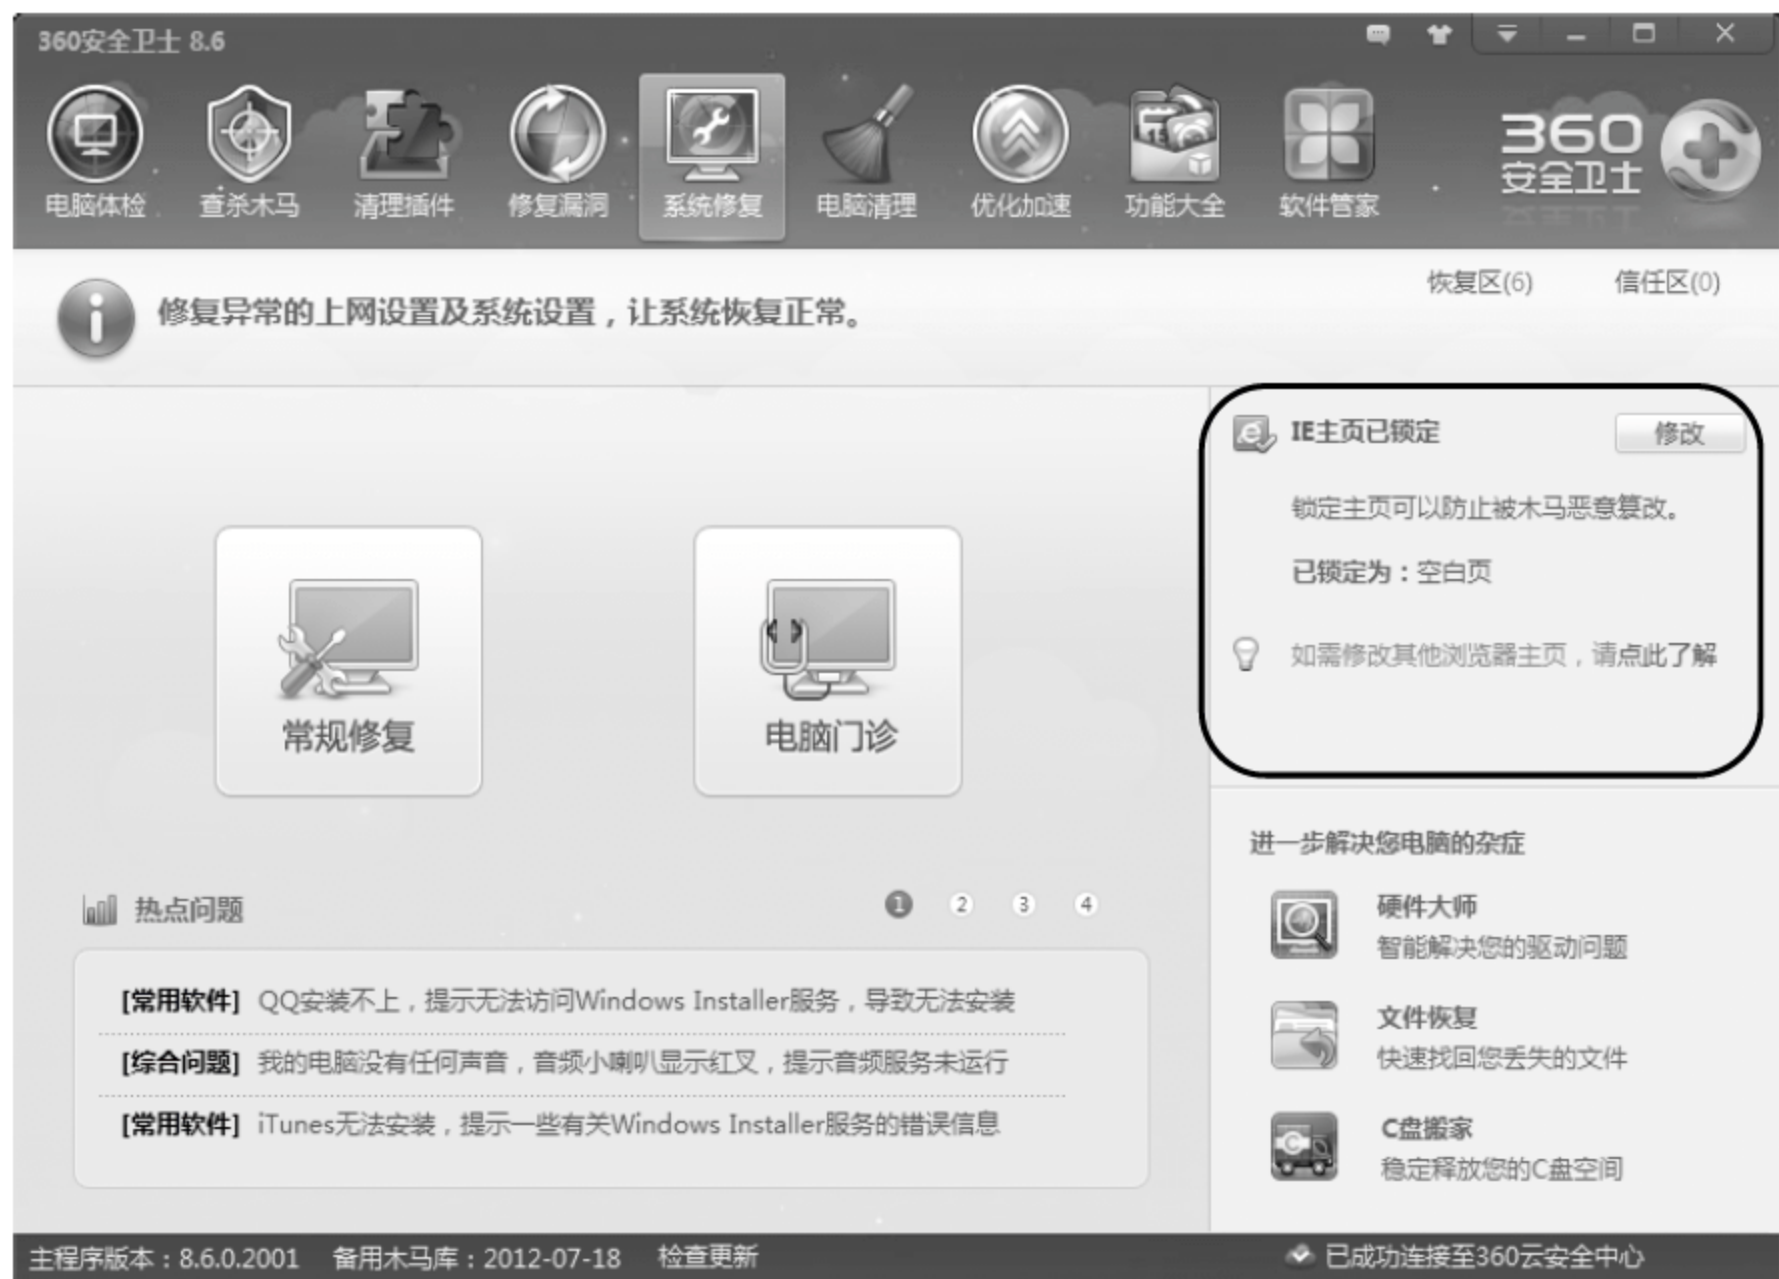 360安全卫士 8.6
电脑体检
查杀木马
清理插件
修复漏洞
系统修复
电脑清理
优化加速
功能大全
软件管家
360
安全卫士
修复异常的上网设置及系统设置，让系统恢复正常。
恢复区(6)
信任区(0)
常规修复
电脑门诊
热点问题
1
2
3
4
[常用软件] QQ安装不上，提示无法访问Windows Installer服务，导致无法安装
[综合问题] 我的电脑没有任何声音，音频小喇叭显示红叉，提示音频服务未运行
[常用软件] iTunes无法安装，提示一些有关Windows Installer服务的错误信息
IE主页已锁定
修改
锁定主页可以防止被木马恶意篡改。
已锁定为：空白页
如需修改其他浏览器主页，请点此了解
进一步解决您电脑的杂症
硬件大师
智能解决您的驱动问题
文件恢复
快速找回您丢失的文件
C盘搬家
稳定释放您的C盘空间
主程序版本：8.6.0.2001
备用木马库：2012-07-18
检查更新
已成功连接至360云安全中心